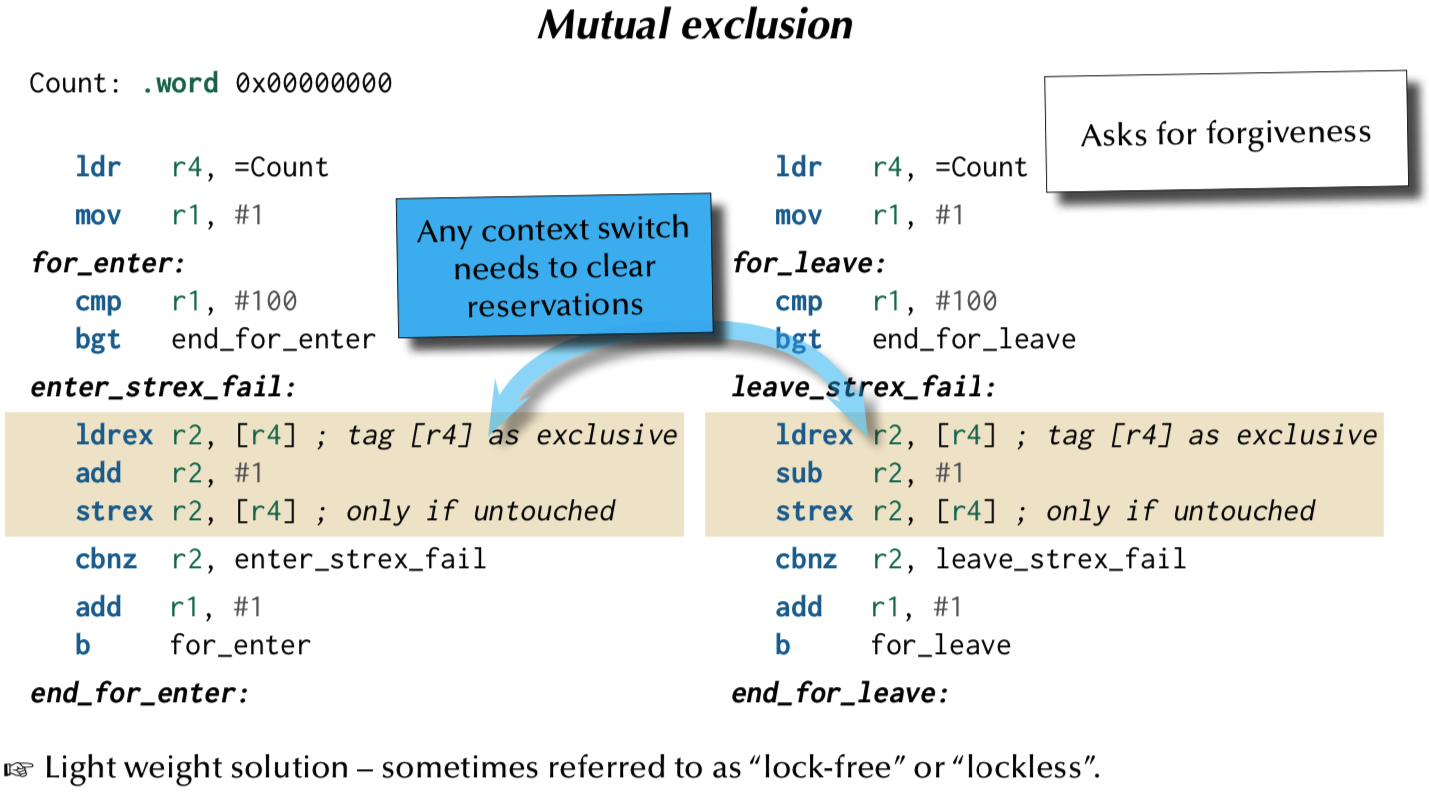 Mutual exclusion
Count: .word 0x00000000
ldr r4, =Count
mov r1, #1
for_enter:
cmp r1, #100
bgt end_for_enter
enter_strex_fail:
ldrex r2, [r4] ; tag [r4] as exclusive
add r2, #1
strex r2, [r4] ; only if untouched
cbnz r2, enter_strex_fail
add r1, #1
b for_enter
end_for_enter:
Any context switch
needs to clear
reservations
Asks for forgiveness
ldr r4, =Count
mov r1, #1
for_leave:
cmp r1, #100
bgt end_for_leave
leave_strex_fail:
ldrex r2, [r4] ; tag [r4] as exclusive
sub r2, #1
strex r2, [r4] ; only if untouched
cbnz r2, leave_strex_fail
add r1, #1
b for_leave
end_for_leave:
☞ Light weight solution – sometimes referred to as “lock-free” or “lockless”.